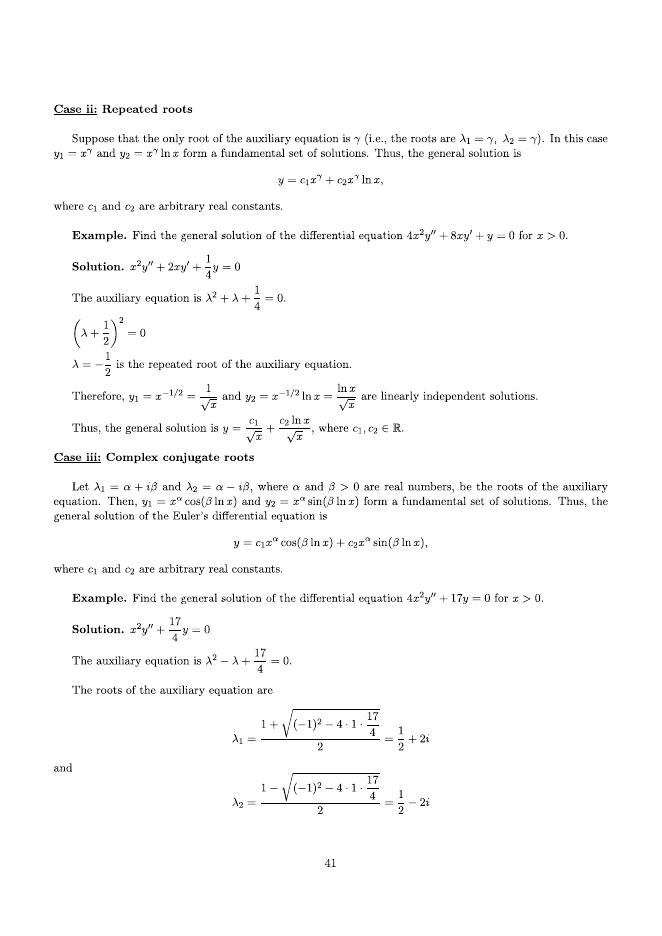 Case ii: Repeated roots
Suppose that the only root of the auxiliary equation is γ (i.e., the roots are λ₁ = γ, λ₂ = γ). In this case
y₁ = x^γ and y₂ = x^γ ln x form a fundamental set of solutions. Thus, the general solution is
y = c₁x^γ + c₂x^γ ln x,
where c₁ and c₂ are arbitrary real constants.
Example. Find the general solution of the differential equation 4x²y″ + 8xy′ + y = 0 for x > 0.
Solution. x²y″ + 2xy′ + 1/4 y = 0
The auxiliary equation is λ² + λ + 1/4 = 0.
(λ + 1/2)² = 0
λ = −1/2 is the repeated root of the auxiliary equation.
Therefore, y₁ = x^(−1/2) = 1/√x and y₂ = x^(−1/2) ln x = ln x/√x are linearly independent solutions.
Thus, the general solution is y = c₁/√x + c₂ ln x/√x, where c₁, c₂ ∈ ℝ.
Case iii: Complex conjugate roots
Let λ₁ = α + iβ and λ₂ = α − iβ, where α and β > 0 are real numbers, be the roots of the auxiliary
equation. Then, y₁ = x^α cos(β ln x) and y₂ = x^α sin(β ln x) form a fundamental set of solutions. Thus, the
general solution of the Euler's differential equation is
y = c₁x^α cos(β ln x) + c₂x^α sin(β ln x),
where c₁ and c₂ are arbitrary real constants.
Example. Find the general solution of the differential equation 4x²y″ + 17y = 0 for x > 0.
Solution. x²y″ + 17/4 y = 0
The auxiliary equation is λ² − λ + 17/4 = 0.
The roots of the auxiliary equation are
λ₁ = (1 + √((−1)² − 4 · 1 · 17/4))/2 = 1/2 + 2i
and
λ₂ = (1 − √((−1)² − 4 · 1 · 17/4))/2 = 1/2 − 2i
41